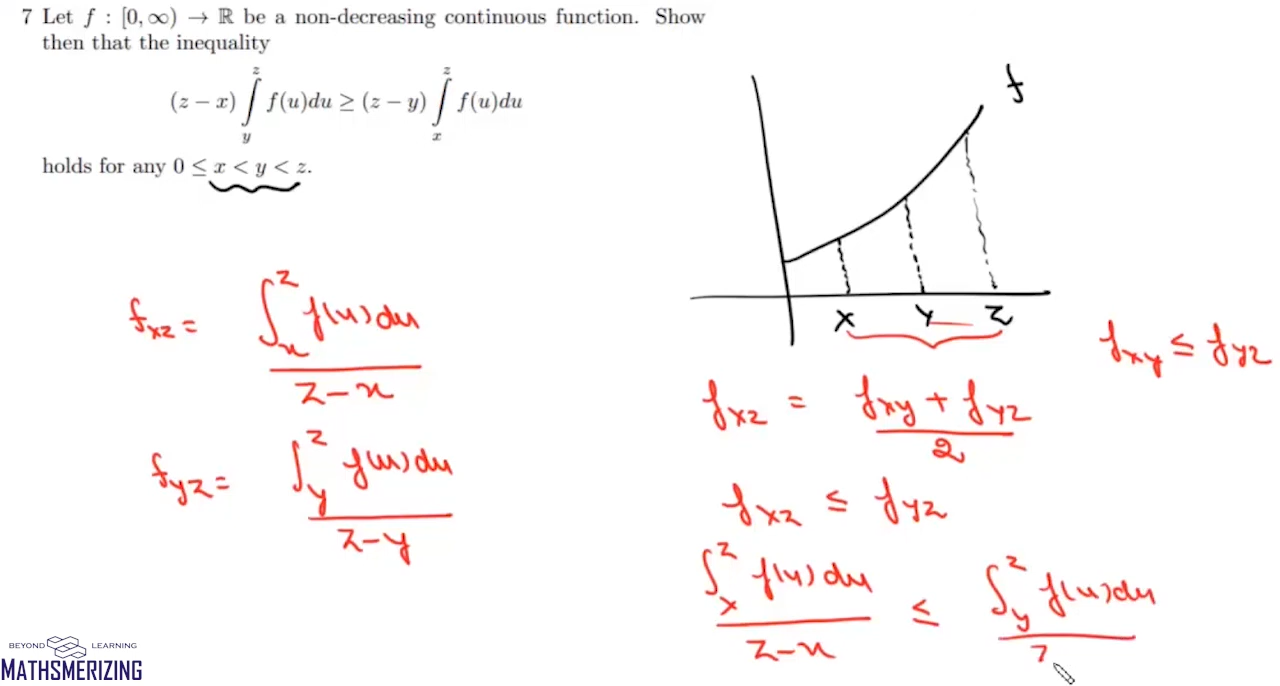 7 Let f : [0, ∞) → ℝ be a non-decreasing continuous function. Show
then that the inequality
(z − x) ∫_y^z f(u)du ≥ (z − y) ∫_x^z f(u)du
holds for any 0 ≤ x < y < z.
f
x y z
f_xz = ∫_x^z f(u)du / z−x
f_yz = ∫_y^z f(u)du / z−y
f_xy ≤ f_yz
f_xz = f_xy + f_yz / 2
f_xz ≤ f_yz
∫_x^z f(u)du / z−x ≤ ∫_y^z f(u)du / z
BEYOND LEARNING
MATHSMERIZING